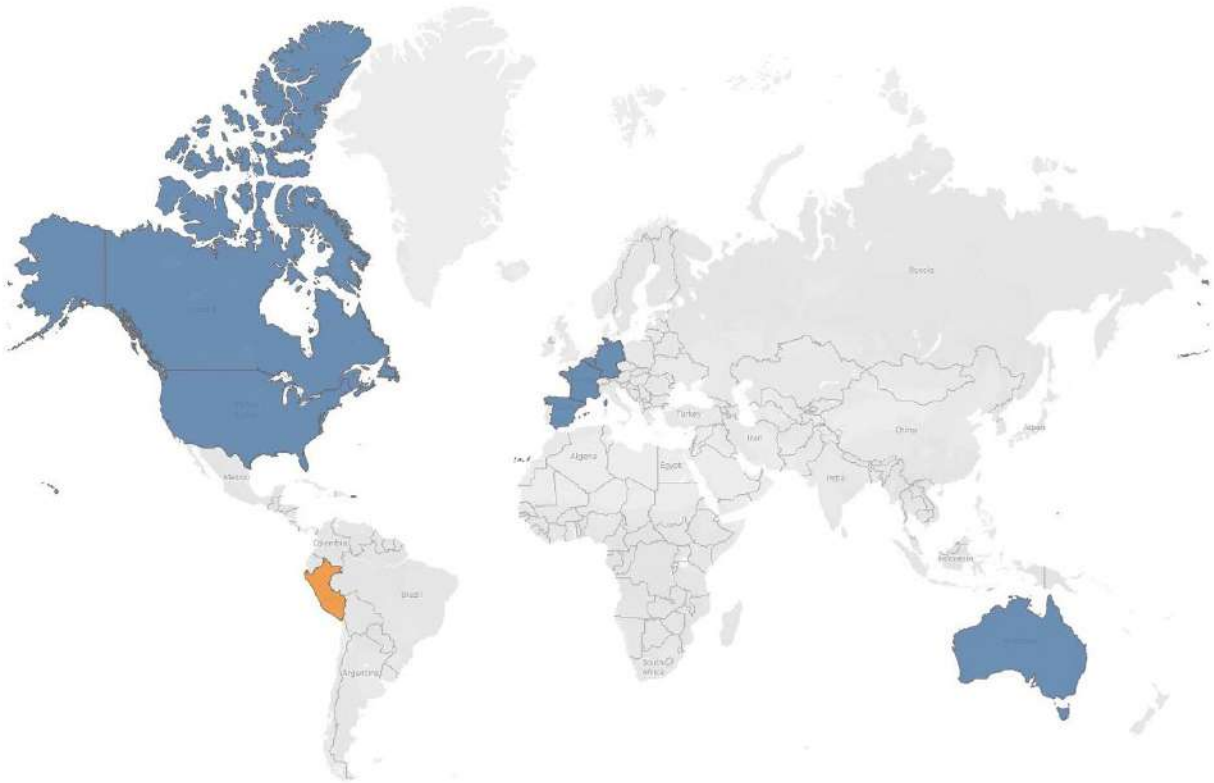 Russia
Turkey
Iran
China
Japan
Algeria
Egypt
India
Mexico
Colombia
Indonesia
Brazil
South
Africa
Argentina